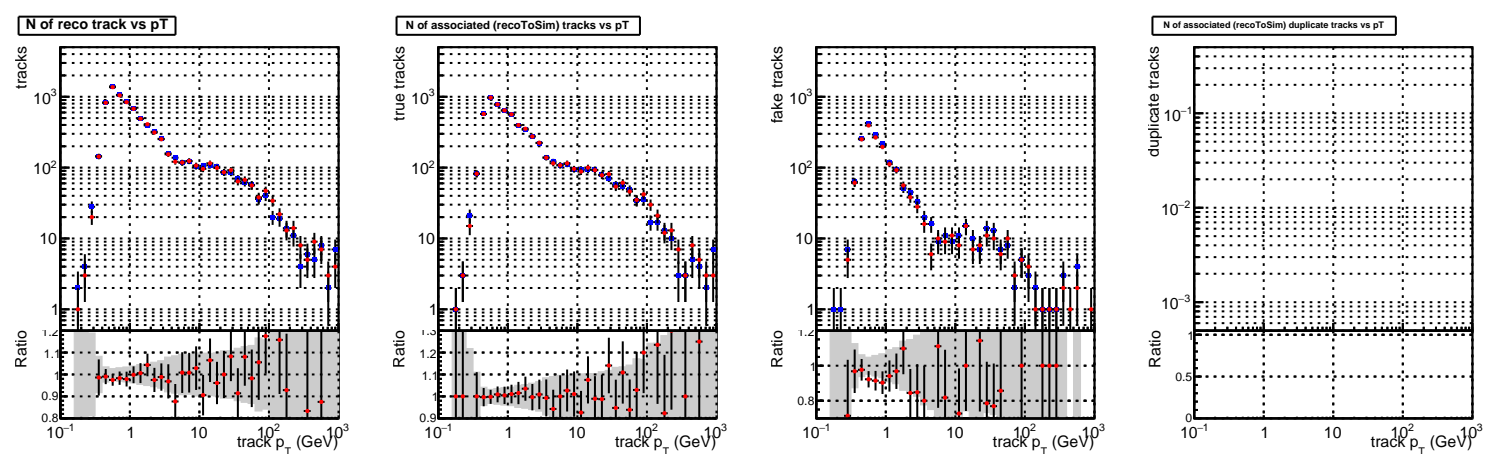 N of reco track vs pT
tracks
10³
10²
10
1
Ratio
1.2
1.1
1
0.9
0.8
10⁻¹ 1 10 10² 10³
track p_T (GeV)
N of associated (recoToSim) tracks vs pT
true tracks
10³
10²
10
1
Ratio
1.3
1.2
1.1
1
0.9
10⁻¹ 1 10 10² 10³
track p_T (GeV)
fake tracks
10³
10²
10
1
Ratio
1.2
1
0.8
10⁻¹ 1 10 10² 10³
track p_T (GeV)
N of associated (recoToSim) duplicate tracks vs pT
duplicate tracks
10⁻¹
10⁻²
10⁻³
Ratio
1
0.5
0
10⁻¹ 1 10 10² 10³
track p_T (GeV)